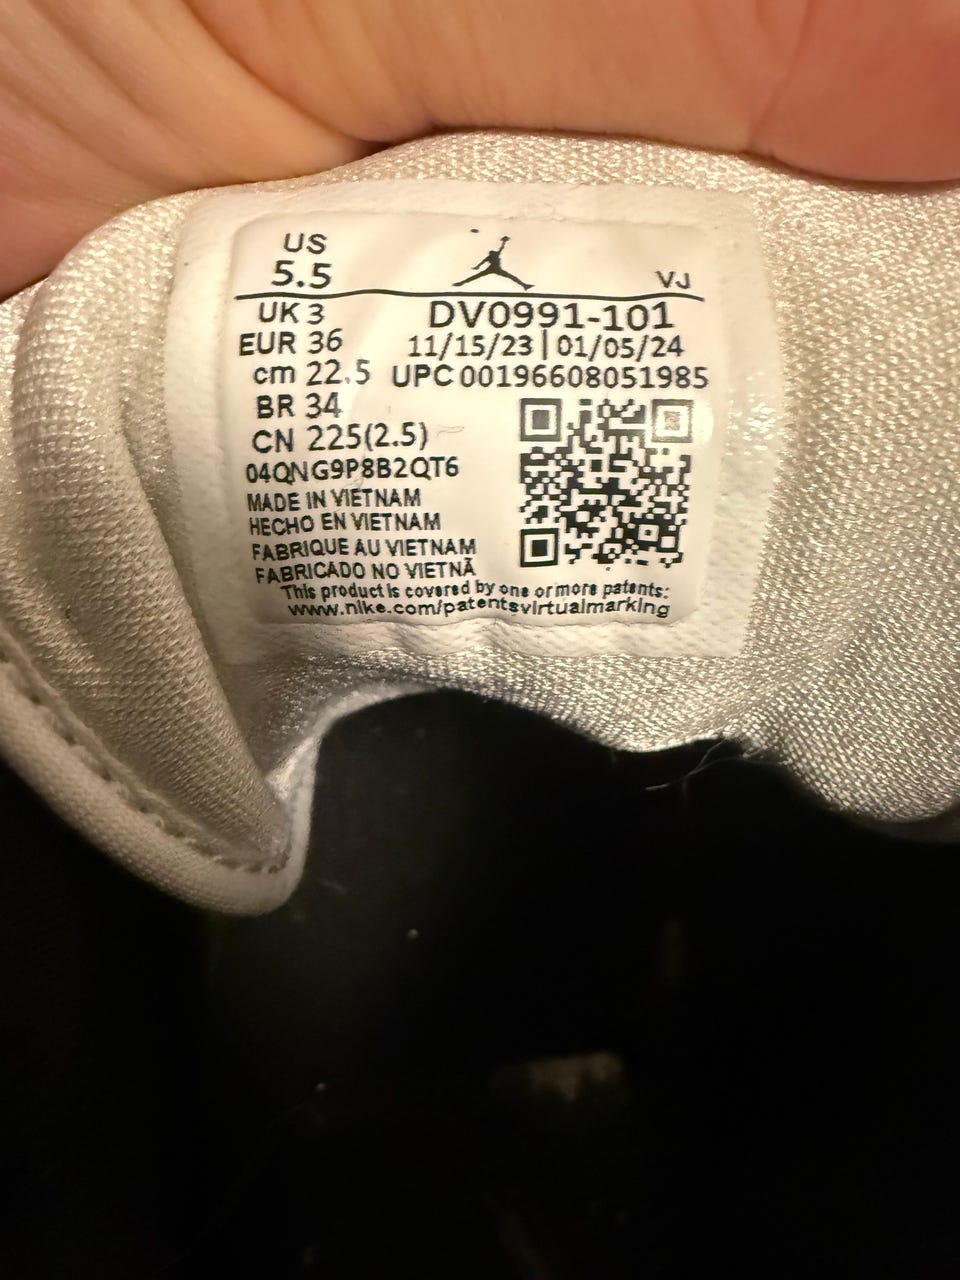 US
5.5
VJ
UK 3
DV0991-101
EUR 36
11/15/23 | 01/05/24
cm 22.5
UPC 00196608051985
BR 34
CN 225(2.5)
04QNG9P8B2QT6
MADE IN VIETNAM
HECHO EN VIETNAM
FABRIQUE AU VIETNAM
FABRICADO NO VIETNÃ
This product is covered by one or more patents:
www.nike.com/patentsvirtualmarking